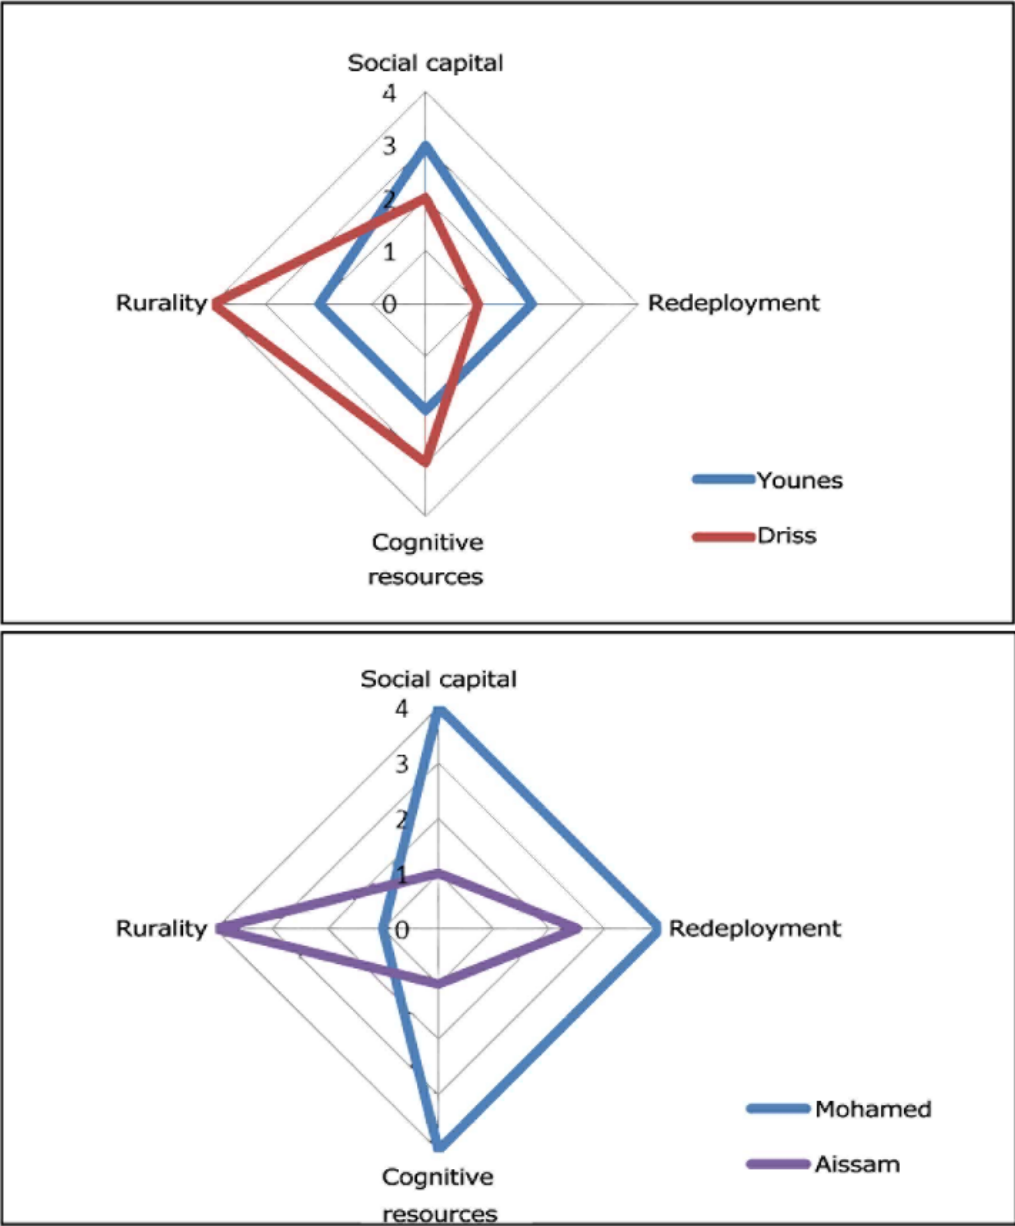 Social capital
4
3
2
1
0
Rurality
Redeployment
Cognitive
resources
Younes
Driss
Social capital
4
3
2
1
0
Rurality
Redeployment
Cognitive
resources
Mohamed
Aissam